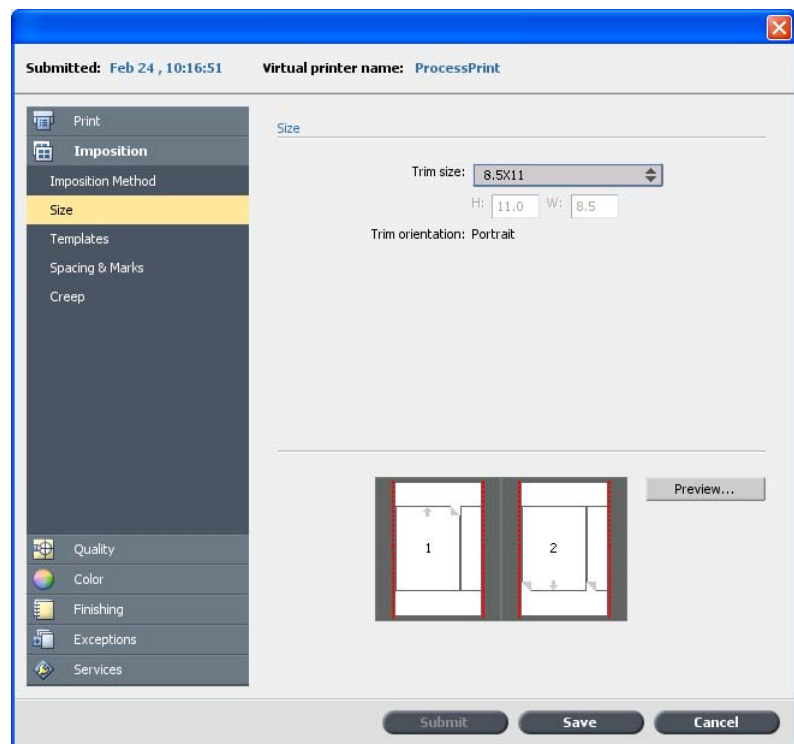 Submitted: Feb 24 , 10:16:51 Virtual printer name: ProcessPrint
Print
Imposition
Imposition Method
Size
Templates
Spacing & Marks
Creep
Quality
Color
Finishing
Exceptions
Services
Size
Trim size: 8.5X11
H: 11.0 W: 8.5
Trim orientation: Portrait
1 2
Preview...
Submit Save Cancel